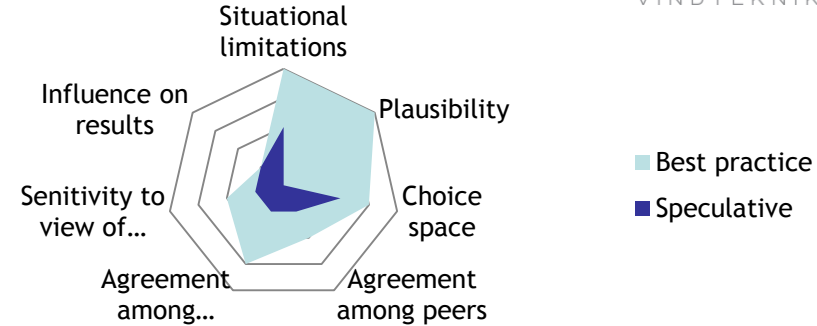 Situational
limitations
Influence on
results
Plausibility
Best practice
Senitivity to
view of…
Choice
space
Speculative
Agreement
among…
Agreement
among peers